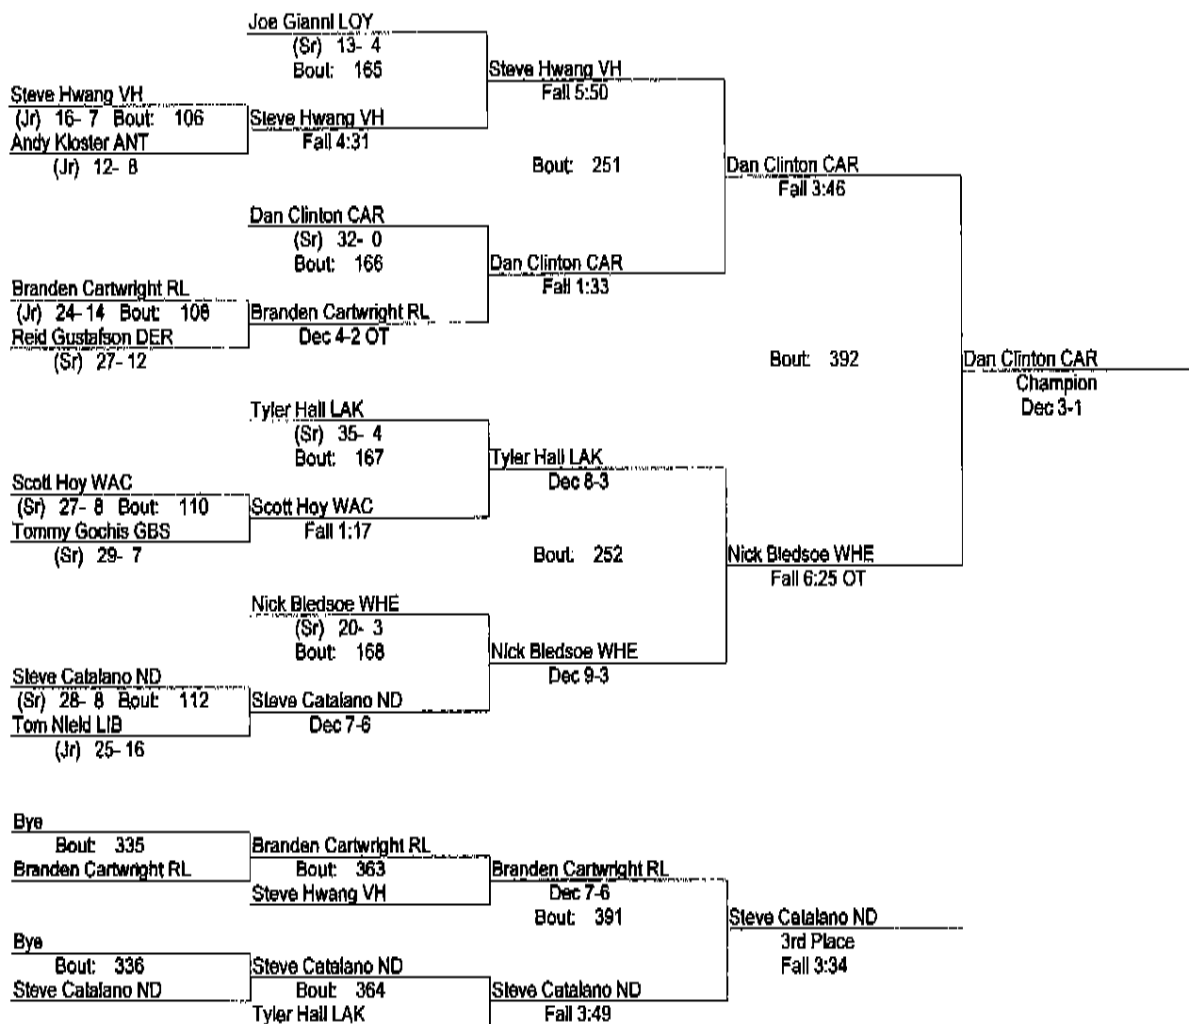 Joe Giannl LOY
(Sr) 13- 4
Bout: 165
Steve Hwang VH
Fall 5:50
Steve Hwang VH
(Jr) 16- 7 Bout: 106
Andy Kloster ANT
(Jr) 12- 8
Steve Hwang VH
Fall 4:31
Bout: 251
Dan Clinton CAR
Fall 3:46
Dan Clinton CAR
(Sr) 32- 0
Bout: 166
Dan Clinton CAR
Fall 1:33
Branden Cartwright RL
(Jr) 24-14 Bout: 108
Reid Gustafson DER
(Sr) 27-12
Branden Cartwright RL
Dec 4-2 OT
Bout: 392
Dan Clinton CAR
Champion
Dec 3-1
Tyler Hall LAK
(Sr) 35- 4
Bout: 167
Tyler Hall LAK
Dec 8-3
Scott Hoy WAC
(Sr) 27- 8 Bout: 110
Tommy Gochis GBS
(Sr) 29- 7
Scott Hoy WAC
Fall 1:17
Bout: 252
Nick Bledsoe WHE
Fall 6:25 OT
Nick Bledsoe WHE
(Sr) 20- 3
Bout: 168
Nick Bledsoe WHE
Dec 9-3
Steve Catalano ND
(Sr) 28- 8 Bout: 112
Tom Nield LIB
(Jr) 25-16
Steve Catalano ND
Dec 7-6
Bye
Bout: 335
Branden Cartwright RL
Branden Cartwright RL
Bout: 363
Steve Hwang VH
Branden Cartwright RL
Dec 7-6
Bout: 391
Steve Catalano ND
3rd Place
Fall 3:34
Bye
Bout: 336
Steve Catalano ND
Steve Catalano ND
Bout: 364
Tyler Hall LAK
Steve Catalano ND
Fall 3:49